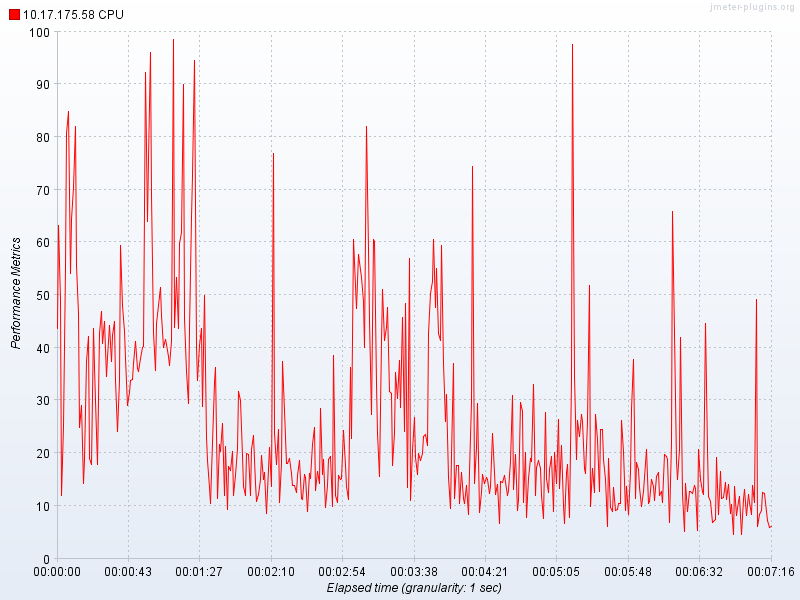 jmeter-plugins.org
10.17.175.58 CPU
100
90
80
70
60
50
40
30
20
10
0
Performance Metrics
00:00:00 00:00:43 00:01:27 00:02:10 00:02:54 00:03:38 00:04:21 00:05:05 00:05:48 00:06:32 00:07:16
Elapsed time (granularity: 1 sec)